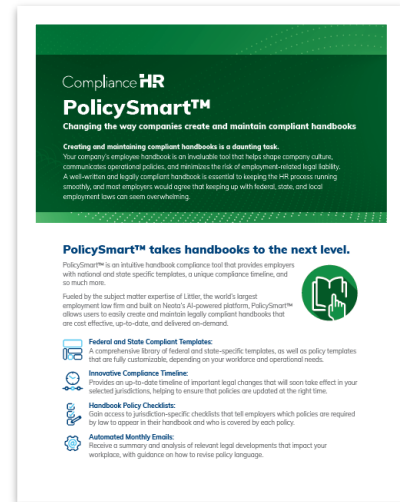 Compliance HR
PolicySmart™
Changing the way companies create and maintain compliant handbooks
Creating and maintaining compliant handbooks is a daunting task.
Your company's employee handbook is an invaluable tool that helps shape company culture,
communicates operational policies, and minimizes the risk of employment-related legal liability.
A well-written and legally compliant handbook is essential to keeping the HR process running
smoothly, and most employers would agree that keeping up with federal, state, and local
employment laws can seem overwhelming.
PolicySmart™ takes handbooks to the next level.
PolicySmart™ is an intuitive handbook compliance tool that provides employers
with national and state specific templates, a unique compliance timeline, and
so much more.
Fueled by the subject matter expertise of Littler, the world's largest
employment law firm and built on Neota's AI-powered platform, PolicySmart™
allows users to easily create and maintain legally compliant handbooks that
are cost effective, up-to-date, and delivered on-demand.
Federal and State Compliant Templates:
A comprehensive library of federal and state-specific templates, as well as policy templates
that are fully customizable, depending on your workforce and operational needs.
Innovative Compliance Timeline:
Provides an up-to-date timeline of important legal changes that will soon take effect in your
selected jurisdictions, helping to ensure that policies are updated at the right time.
Handbook Policy Checklists:
Gain access to jurisdiction-specific checklists that tell employers which policies are required
by law to appear in their handbook and who is covered by each policy.
Automated Monthly Emails:
Receive a summary and analysis of relevant legal developments that impact your
workplace, with guidance on how to revise policy language.